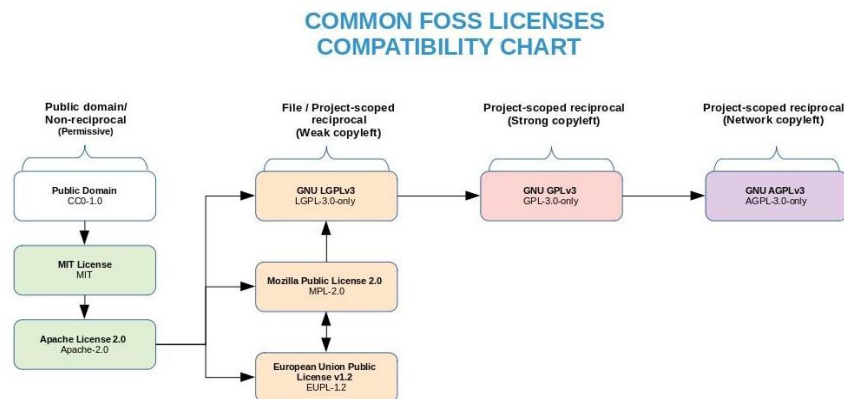 COMMON FOSS LICENSES
COMPATIBILITY CHART
Public domain/
Non-reciprocal
(Permissive)
File / Project-scoped
reciprocal
(Weak copyleft)
Project-scoped reciprocal
(Strong copyleft)
Project-scoped reciprocal
(Network copyleft)
Public Domain
CC0-1.0
GNU LGPLv3
LGPL-3.0-only
GNU GPLv3
GPL-3.0-only
GNU AGPLv3
AGPL-3.0-only
MIT License
MIT
Mozilla Public License 2.0
MPL-2.0
Apache License 2.0
Apache-2.0
European Union Public
License v1.2
EUPL-1.2